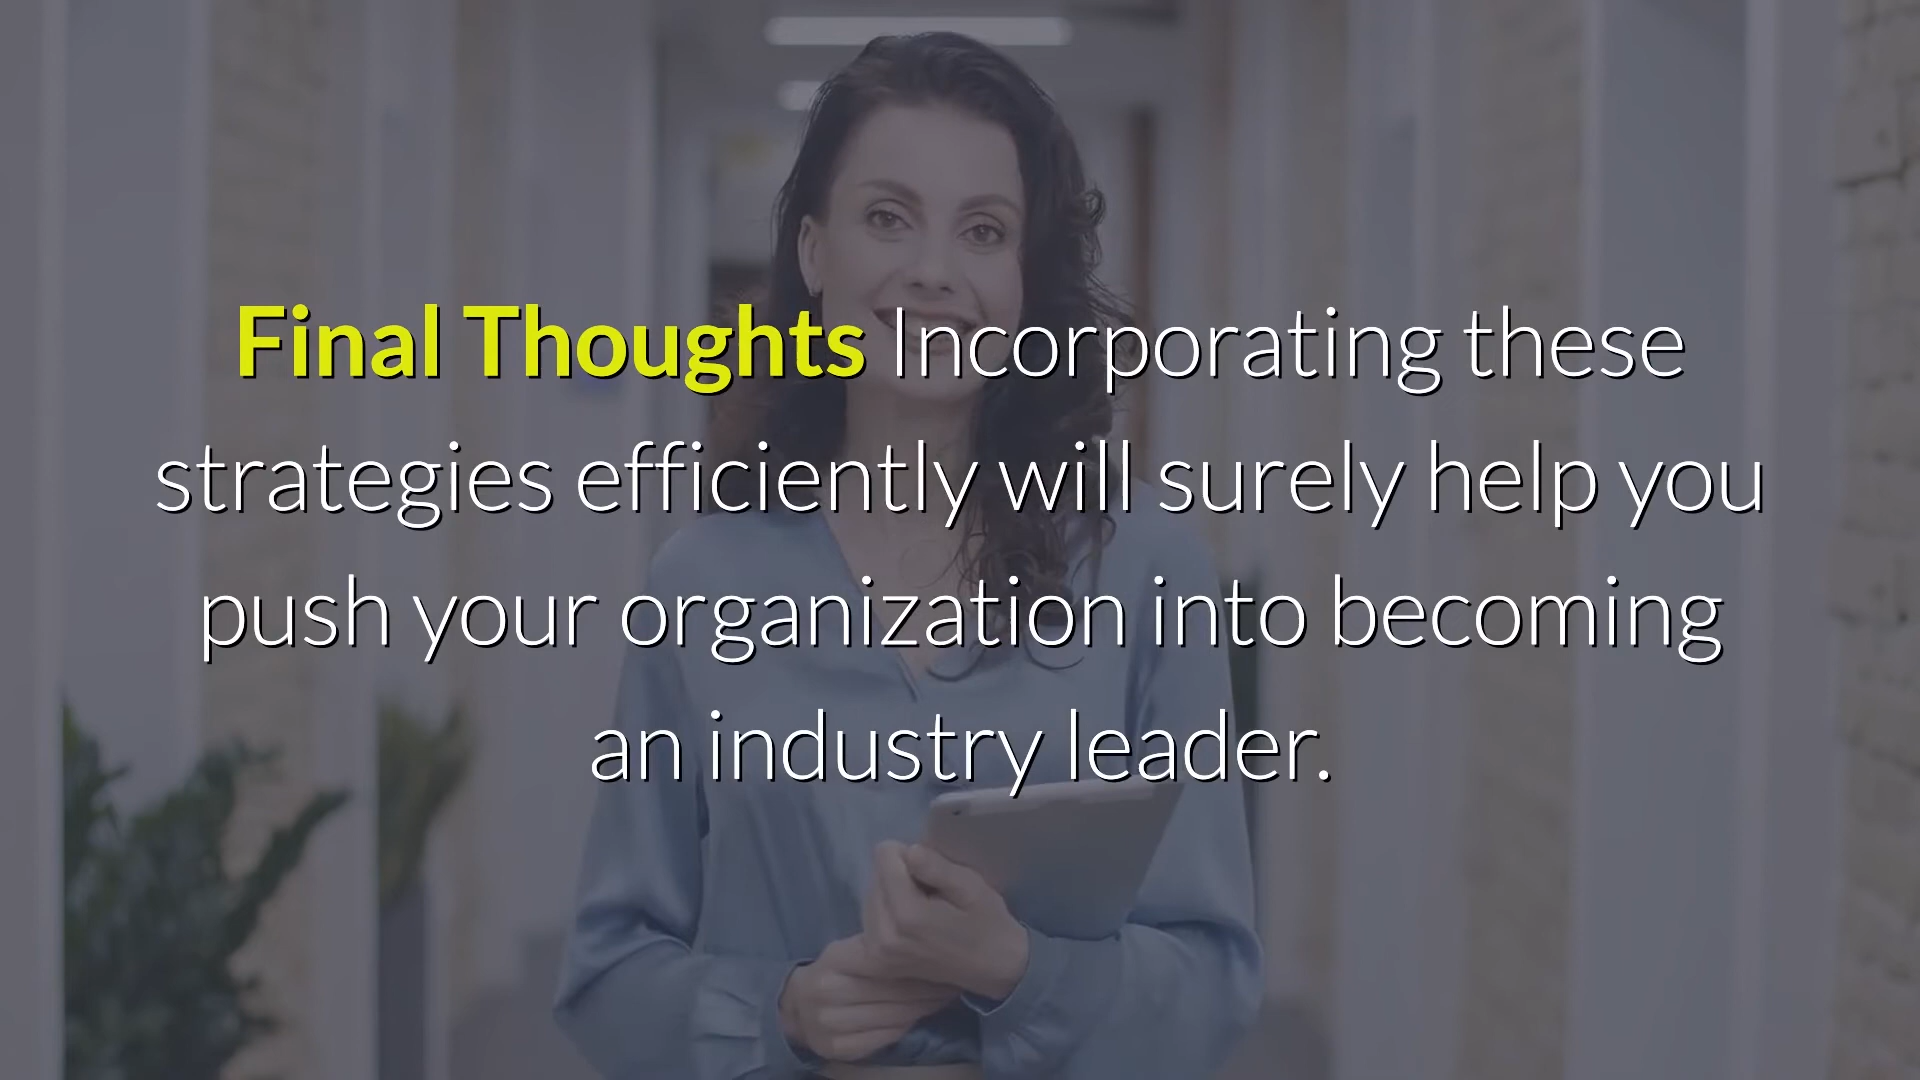 Final Thoughts Incorporating these
strategies efficiently will surely help you
push your organization into becoming
an industry leader.